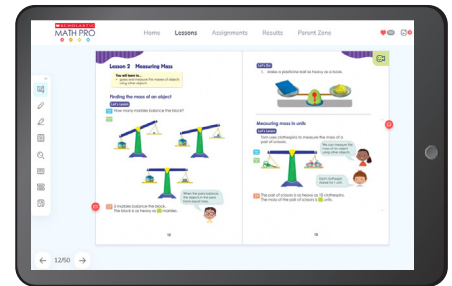 SCHOLASTIC
MATH PRO
Home Lessons Assignments Results Parent Zone
Lesson 2 Measuring Mass
You will learn to...
guess and measure the masses of objects
using other objects
Finding the mass of an object
Let's Learn
How many marbles balance the block?
When the pans balance,
the objects in the pans
have equal mass.
5 marbles balance the block.
The block is as heavy as marbles.
18
Let's Do
1. Make a plasticine ball as heavy as a book.
Measuring mass in units
Let's Learn
Tom uses clothespins to measure the mass of a
pair of scissors.
We can measure the
mass of an object
using other objects.
Each clothespin
stands for 1 unit.
The pair of scissors is as heavy as 10 clothespins.
The mass of the pair of scissors is units.
12/50